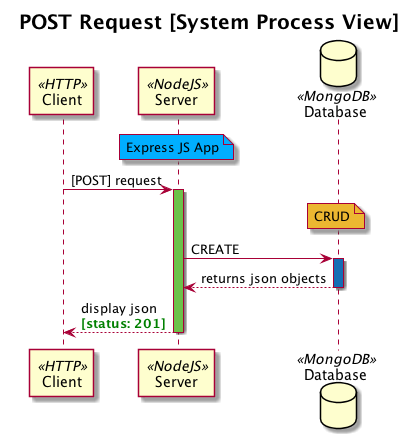 POST Request [System Process View]
«HTTP»
Client
«NodeJS»
Server
«MongoDB»
Database
Express JS App
[POST] request
CRUD
CREATE
returns json objects
display json
[status: 201]
«HTTP»
Client
«NodeJS»
Server
«MongoDB»
Database